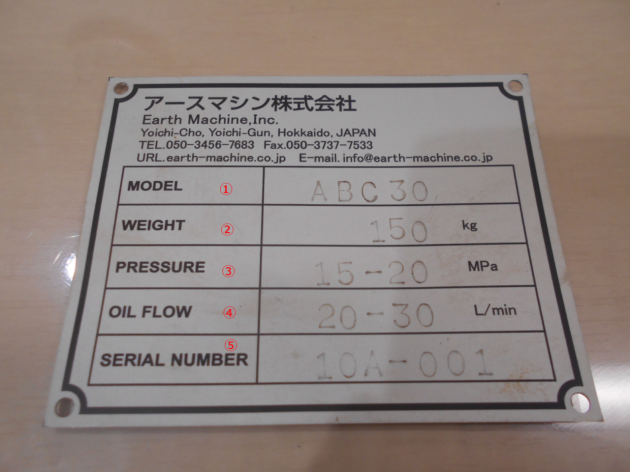 アースマシン株式会社
Earth Machine,Inc.
Yoichi-Cho, Yoichi-Gun, Hokkaido, JAPAN
TEL.050-3456-7683 Fax.050-3737-7533
URL.earth-machine.co.jp E-mail. info@earth-machine.co.jp
MODEL ① ABC30
WEIGHT ② 150 kg
PRESSURE ③ 15-20 MPa
OIL FLOW ④ 20-30 L/min
SERIAL NUMBER ⑤ 10A-001